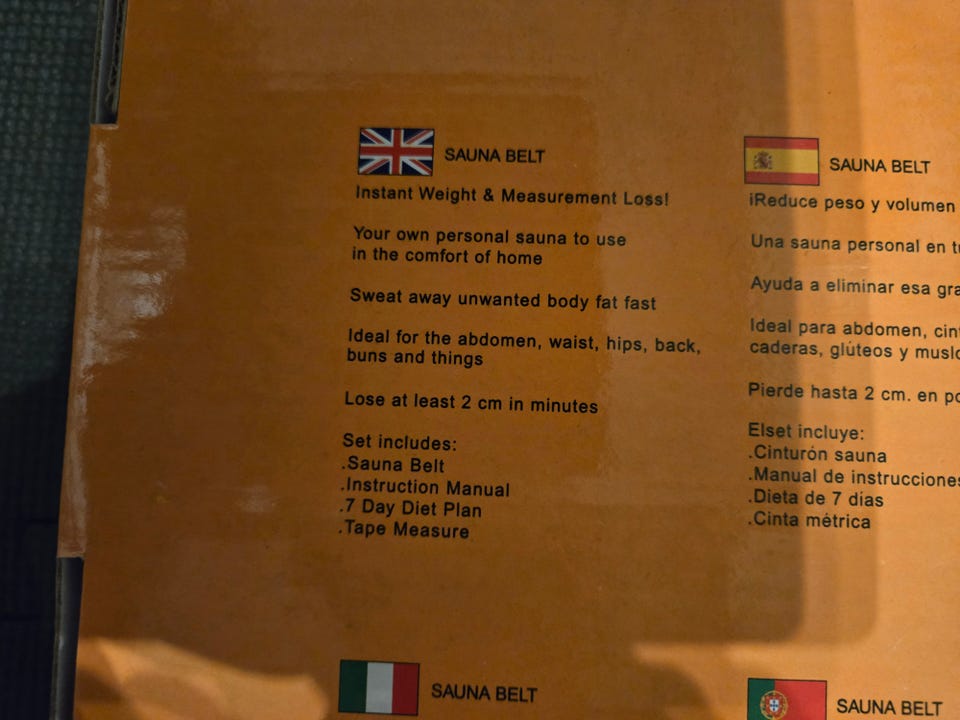 SAUNA BELT
Instant Weight & Measurement Loss!
Your own personal sauna to use
in the comfort of home
Sweat away unwanted body fat fast
Ideal for the abdomen, waist, hips, back,
buns and things
Lose at least 2 cm in minutes
Set includes:
.Sauna Belt
.Instruction Manual
.7 Day Diet Plan
.Tape Measure
SAUNA BELT
¡Reduce peso y volumen
Una sauna personal en
Ayuda a eliminar esa
Ideal para abdomen,
caderas, glúteos y
Pierde hasta 2 cm. en
Elset incluye:
.Cinturón sauna
.Manual de instrucciones
.Dieta de 7 días
.Cinta métrica
SAUNA BELT
SAUNA BELT